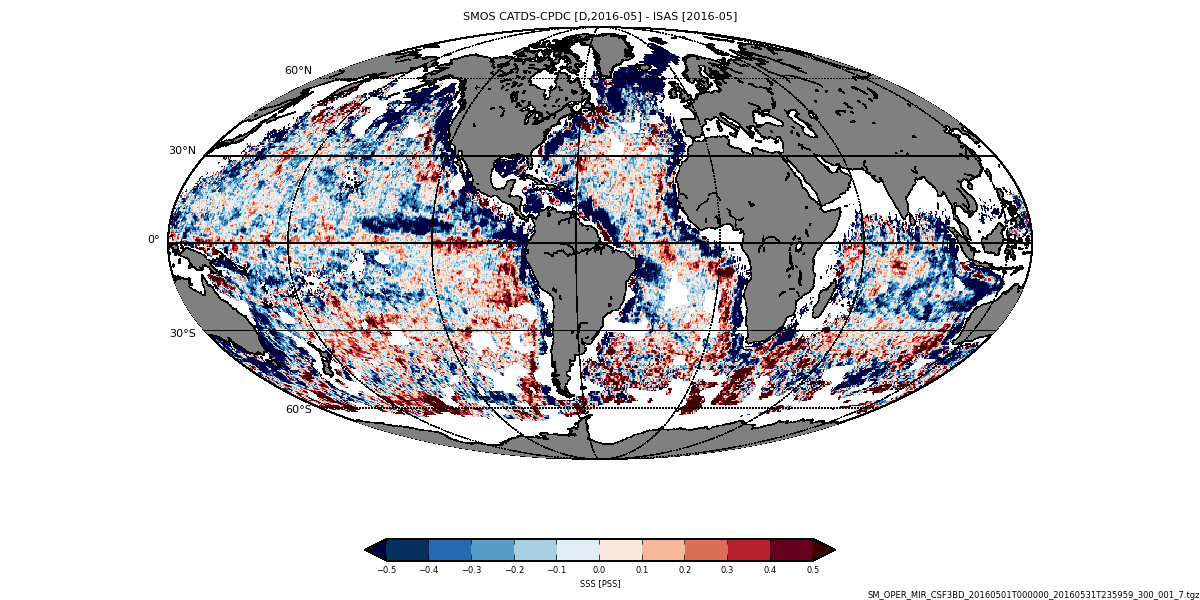 SMOS CATDS-CPDC [D,2016-05] - ISAS [2016-05]
60°N
30°N
0°
30°S
60°S
−0.5 −0.4 −0.3 −0.2 −0.1 0.0 0.1 0.2 0.3 0.4 0.5
SSS [PSS]
SM_OPER_MIR_CSF3BD_20160501T000000_20160531T235959_300_001_7.tgz